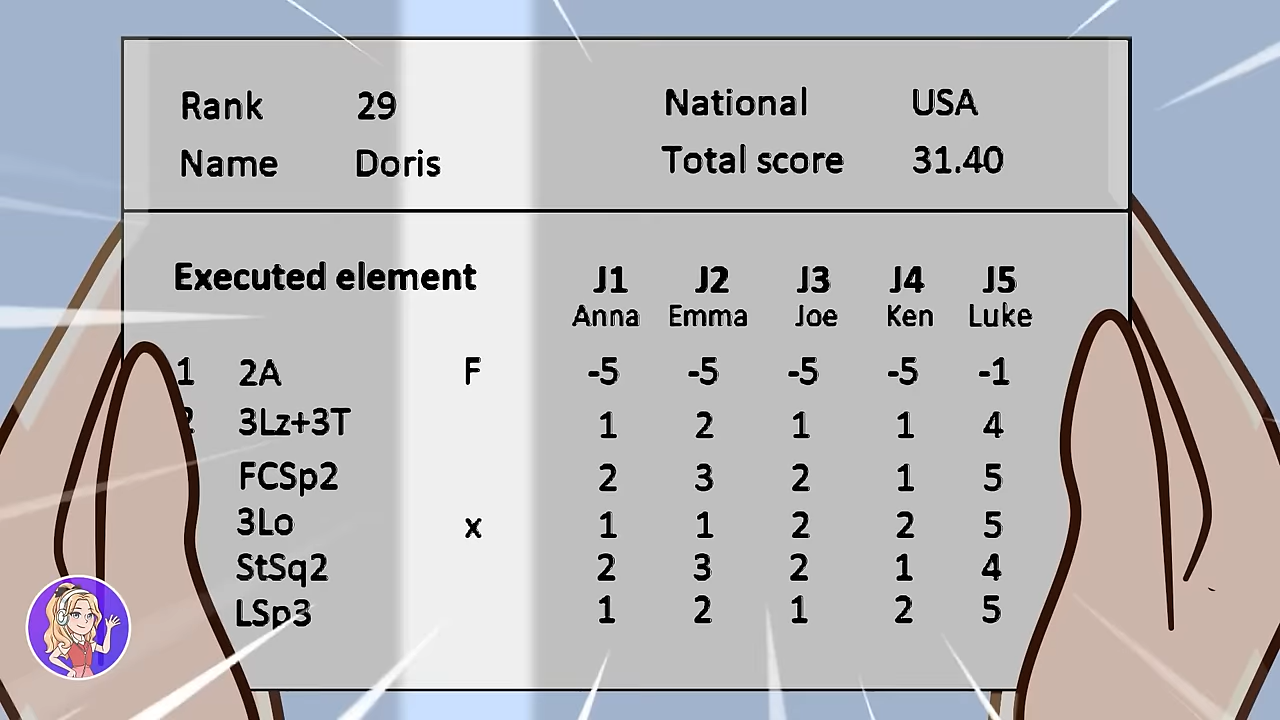 Rank 29 National USA
Name Doris Total score 31.40
Executed element J1 J2 J3 J4 J5
Anna Emma Joe Ken Luke
1 2A F -5 -5 -5 -5 -1
2 3Lz+3T 1 2 1 1 4
FCSp2 2 3 2 1 5
3Lo x 1 1 2 2 5
StSq2 2 3 2 1 4
LSp3 1 2 1 2 5